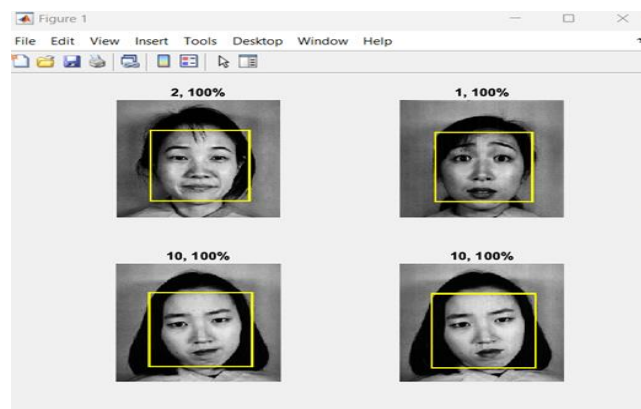 Figure 1
File Edit View Insert Tools Desktop Window Help
2, 100%
1, 100%
10, 100%
10, 100%